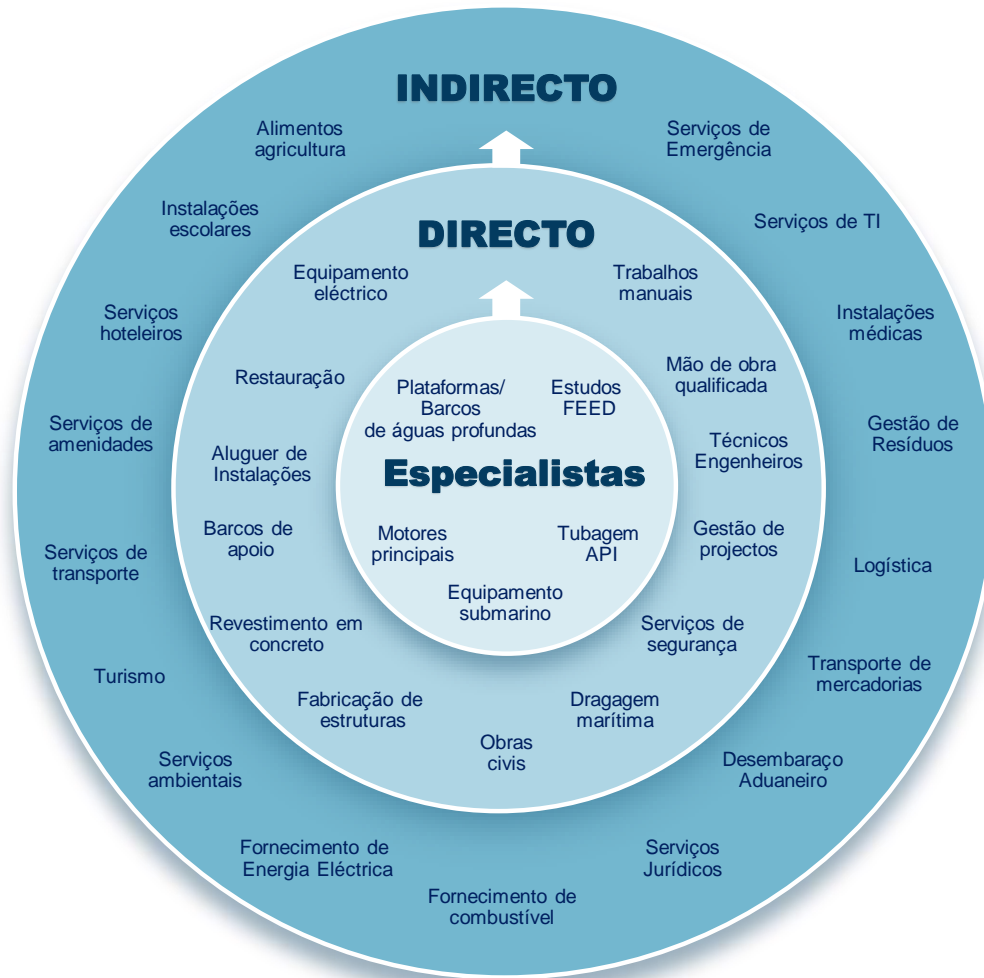 INDIRECTO
Alimentos
agricultura
Serviços de
Emergência
Instalações
escolares
Serviços de TI
Serviços
hoteleiros
Instalações
médicas
Serviços de
amenidades
Gestão de
Resíduos
Serviços de
transporte
Logística
Turismo
Transporte de
mercadorias
Serviços
ambientais
Desembaraço
Aduaneiro
Fornecimento de
Energia Eléctrica
Serviços
Jurídicos
Fornecimento de
combustível
DIRECTO
Equipamento
eléctrico
Trabalhos
manuais
Restauração
Mão de obra
qualificada
Aluguer de
Instalações
Técnicos
Engenheiros
Barcos de
apoio
Gestão de
projectos
Revestimento em
concreto
Serviços de
segurança
Fabricação de
estruturas
Dragagem
marítima
Obras
civis
Plataformas/
Barcos
de águas profundas
Estudos
FEED
Especialistas
Motores
principais
Tubagem
API
Equipamento
submarino